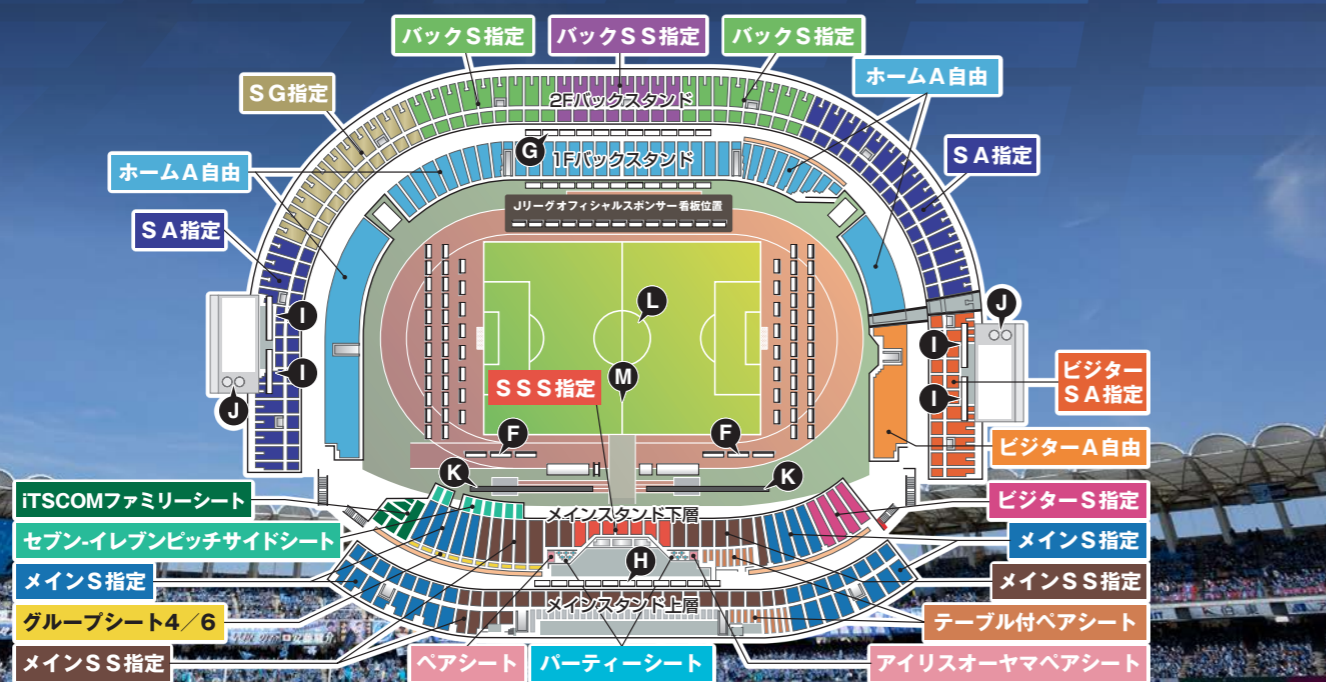 バックS指定
バックSS指定
バックS指定
ホームA自由
SG指定
2Fバックスタンド
G
1Fバックスタンド
SA指定
ホームA自由
Jリーグオフィシャルスポンサー看板位置
SA指定
I
L
J
I
I
M
SSS指定
I
J
ビジター
SA指定
F
F
ビジターA自由
K
K
iTSCOMファミリーシート
ビジターS指定
メインスタンド下層
セブン-イレブンピッチサイドシート
メインS指定
H
メインS指定
メインSS指定
メインスタンド上層
グループシート4/6
テーブル付ペアシート
メインSS指定
ペアシート
パーティーシート
アイリスオーヤマペアシート